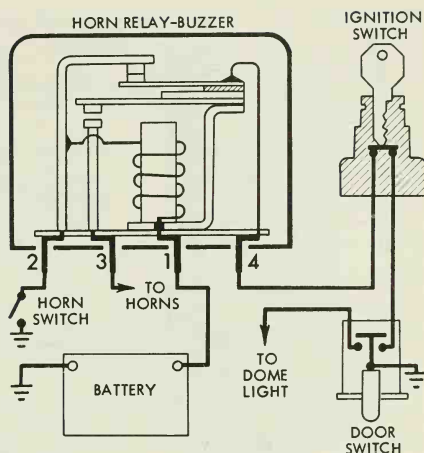 HORN RELAY-BUZZER
IGNITION
SWITCH
2
3
1
4
HORN
SWITCH
TO
HORNS
BATTERY
TO
DOME
LIGHT
DOOR
SWITCH